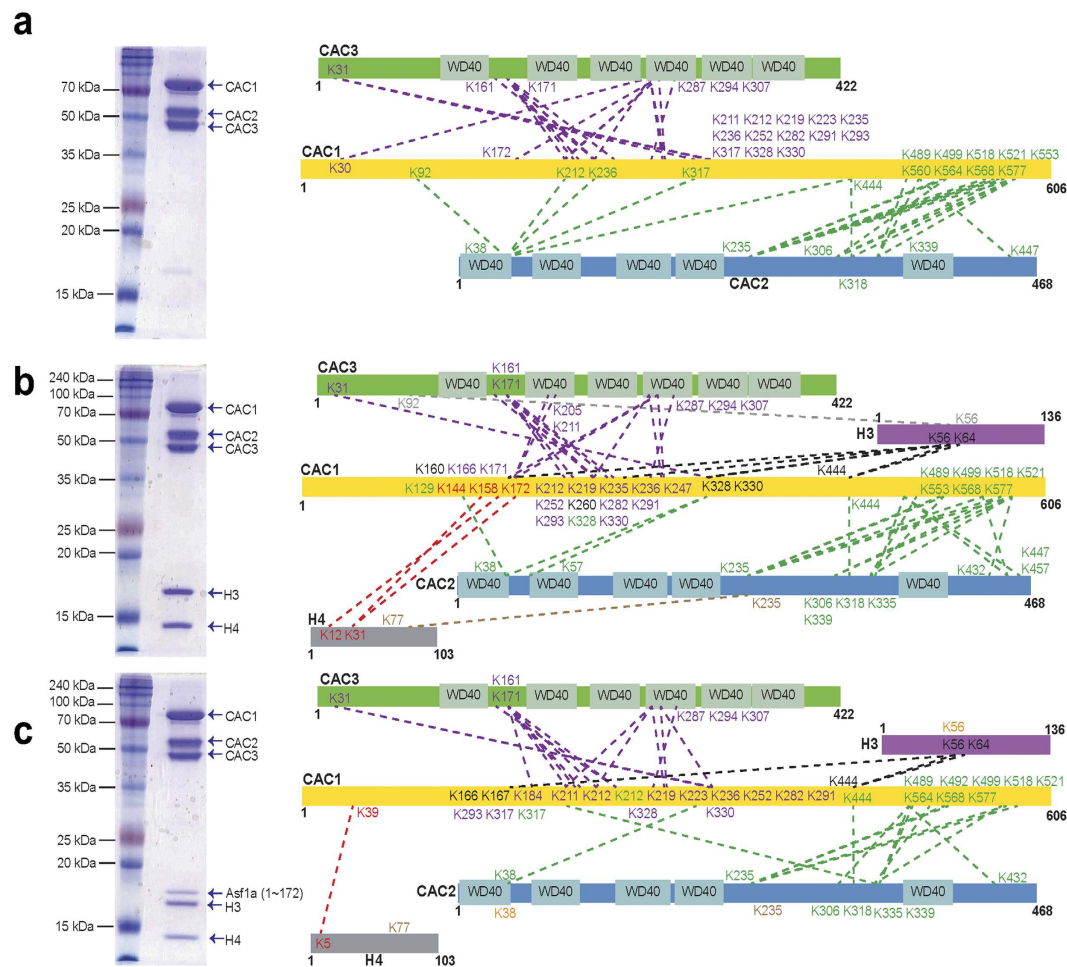 a
CAC3
K31
WD40 WD40 WD40 WD40 WD40 WD40
1
K161 K171
K287 K294 K307
422
70 kDa
CAC1
50 kDa
CAC2
CAC3
35 kDa
25 kDa
20 kDa
15 kDa
K211 K212 K219 K223 K235
K236 K252 K282 K291 K293
K317 K328 K330
CAC1
K172
K489 K499 K518 K521 K553
K30
K92
K212 K236
K317
K560 K564 K568 K577
1
K444
606
K38
K235
K306
K339
K447
WD40 WD40 WD40 WD40 WD40
1
CAC2
K318
468
b
240 kDa
100 kDa
70 kDa
CAC1
50 kDa
CAC2
CAC3
35 kDa
25 kDa
20 kDa
H3
15 kDa
H4
CAC3
K161
K31
WD40 K171 WD40 WD40 WD40 WD40 WD40
1
K92
K205
K211
K287 K294 K307
422
1
K56
136
H3
K56 K64
CAC1
K160 K166 K171
K444
K489 K499 K518 K521
K129 K144 K158 K172 K212 K219 K235 K236 K247
K328 K330
K553 K568 K577
1
K252 K260 K282 K291
K293 K328 K330
K444
606
K38
K57
K235
K432
K447
K457
CAC2
WD40 WD40 WD40 WD40 WD40
1
K235
K306 K318 K335
K339
468
H4
K77
K12 K31
1
103
c
240 kDa
100 kDa
70 kDa
CAC1
50 kDa
CAC2
CAC3
35 kDa
25 kDa
20 kDa
Asf1a (1~172)
H3
15 kDa
H4
CAC3
K161
K31
WD40 K171 WD40 WD40 WD40 WD40 WD40
1
K287 K294 K307
422
1
K56
136
H3
K56 K64
CAC1
K444
K489 K492 K499 K518 K521
K166 K167 K184 K211 K212 K212 K219 K223 K236 K252 K282 K291
K444
K564 K568 K577
1
K39
K293 K317 K317
K328
K330
606
K38
K235
K432
CAC2
WD40 WD40 WD40 WD40 WD40
1
K38
K235
K306 K318 K335 K339
468
K77
K5
1
H4
103